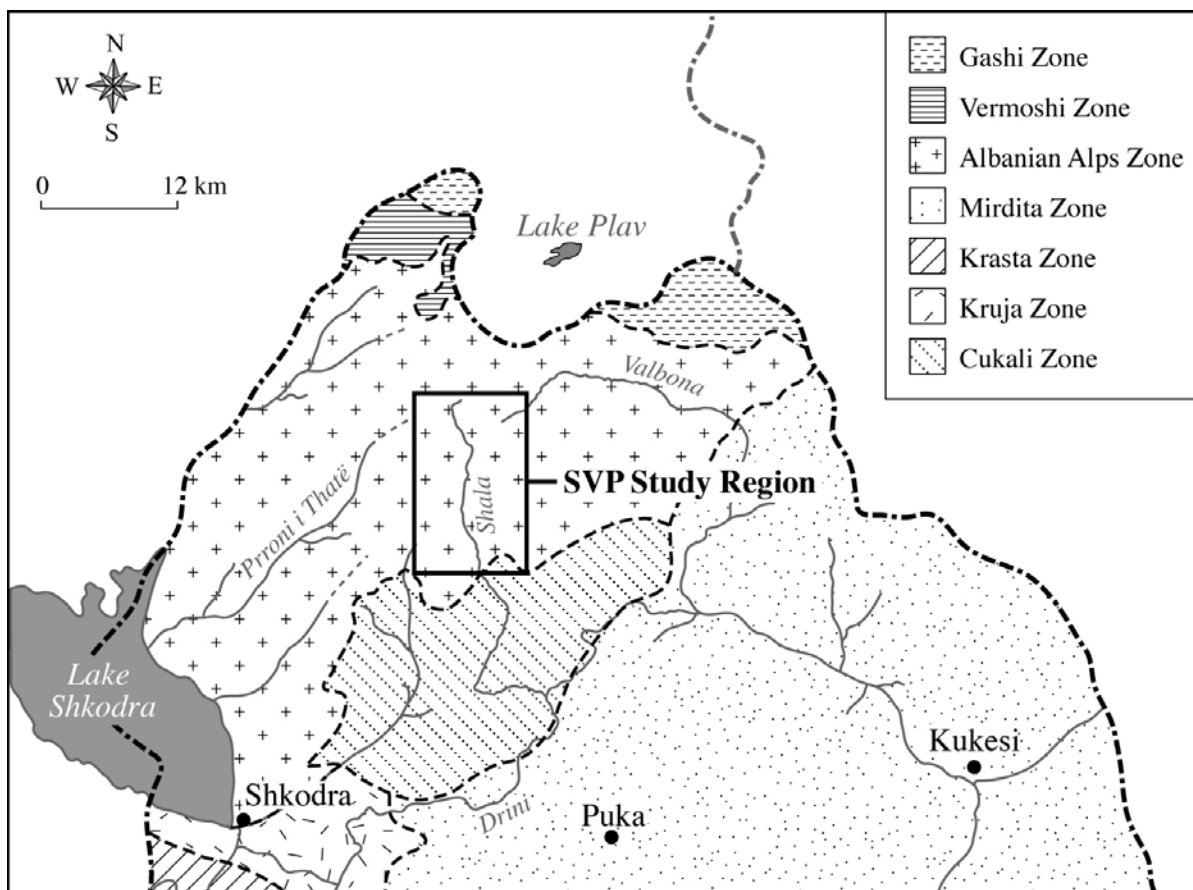 N
W E
S
0 12 km
Gashi Zone
Vermoshi Zone
Albanian Alps Zone
Mirdita Zone
Krasta Zone
Kruja Zone
Cukali Zone
Lake Plav
Valbona
SVP Study Region
Shala
Prroni i Thatë
Lake
Shkodra
Kukesi
Shkodra
Drini
Puka